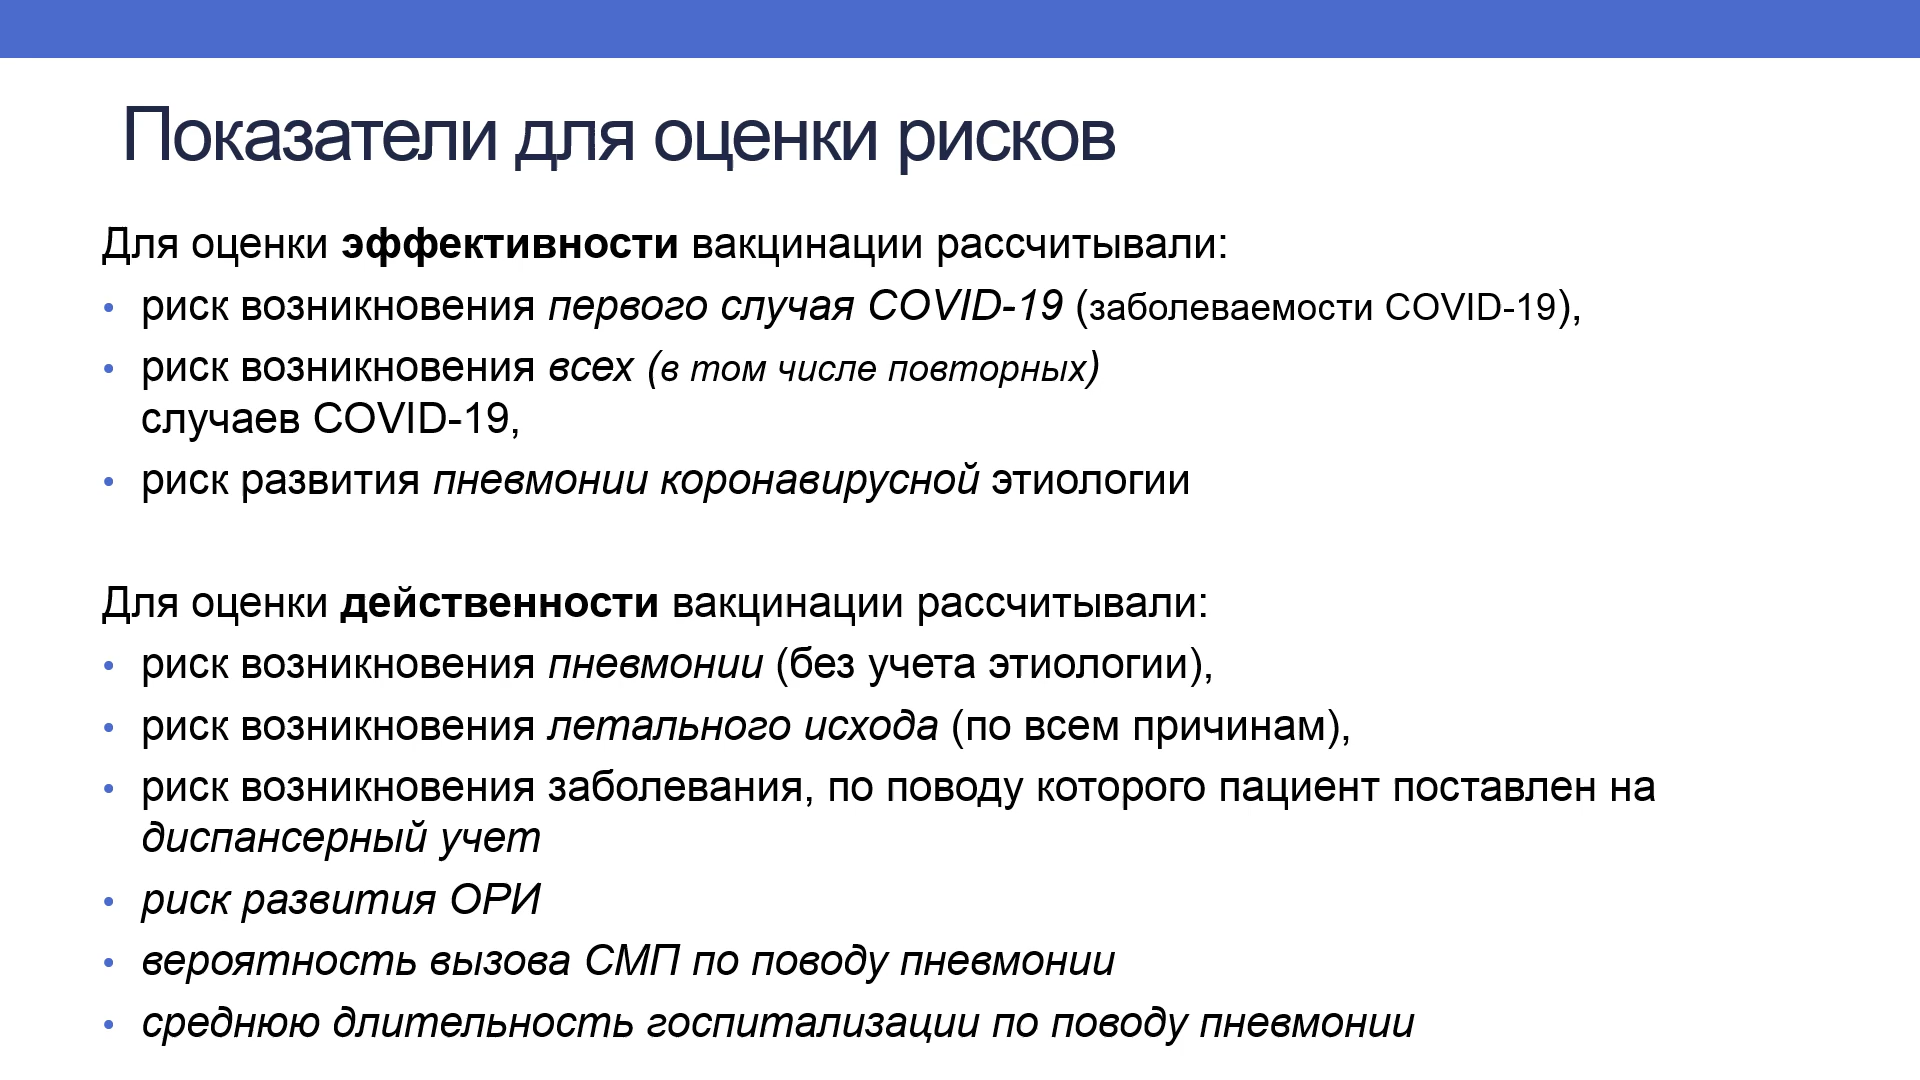 Показатели для оценки рисков
Для оценки эффективности вакцинации рассчитывали:
• риск возникновения первого случая COVID-19 (заболеваемости COVID-19),
• риск возникновения всех (в том числе повторных)
случаев COVID-19,
• риск развития пневмонии коронавирусной этиологии
Для оценки действенности вакцинации рассчитывали:
• риск возникновения пневмонии (без учета этиологии),
• риск возникновения летального исхода (по всем причинам),
• риск возникновения заболевания, по поводу которого пациент поставлен на
диспансерный учет
• риск развития ОРИ
• вероятность вызова СМП по поводу пневмонии
• среднюю длительность госпитализации по поводу пневмонии